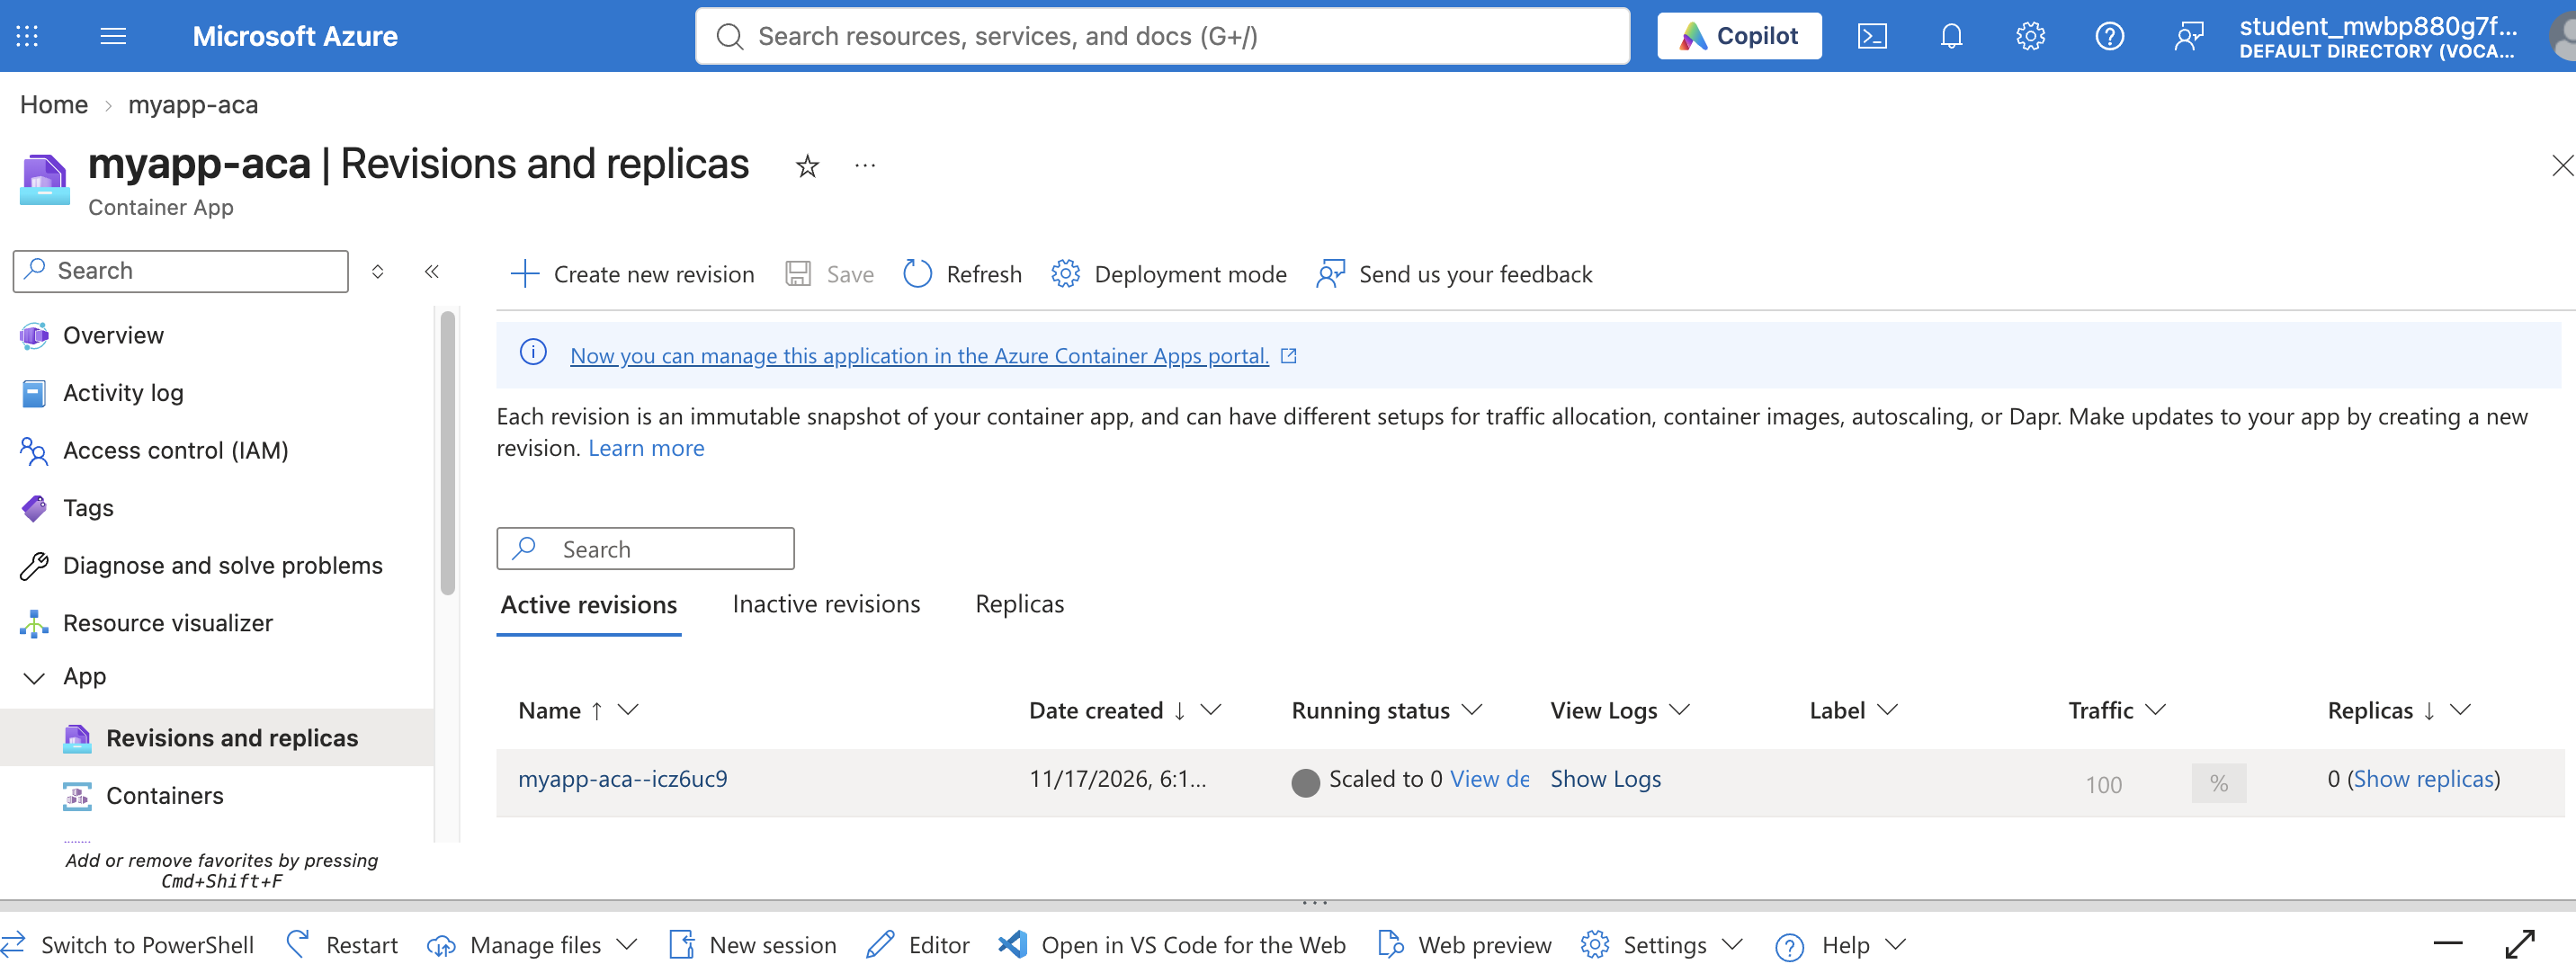 Microsoft Azure
Search resources, services, and docs (G+/)
Copilot
student_mwbp880g7f...
DEFAULT DIRECTORY (VOCA...
Home > myapp-aca
myapp-aca | Revisions and replicas
Container App
Search
Create new revision
Save
Refresh
Deployment mode
Send us your feedback
Overview
Activity log
Access control (IAM)
Tags
Diagnose and solve problems
Resource visualizer
App
Revisions and replicas
Containers
Add or remove favorites by pressing
Cmd+Shift+F
Now you can manage this application in the Azure Container Apps portal.
Each revision is an immutable snapshot of your container app, and can have different setups for traffic allocation, container images, autoscaling, or Dapr. Make updates to your app by creating a new
revision. Learn more
Search
Active revisions Inactive revisions Replicas
Name ↑ Date created ↓ Running status View Logs Label Traffic Replicas ↓
myapp-aca--icz6uc9 11/17/2026, 6:1... Scaled to 0 View de Show Logs 100 % 0 (Show replicas)
Switch to PowerShell Restart Manage files New session Editor Open in VS Code for the Web Web preview Settings Help